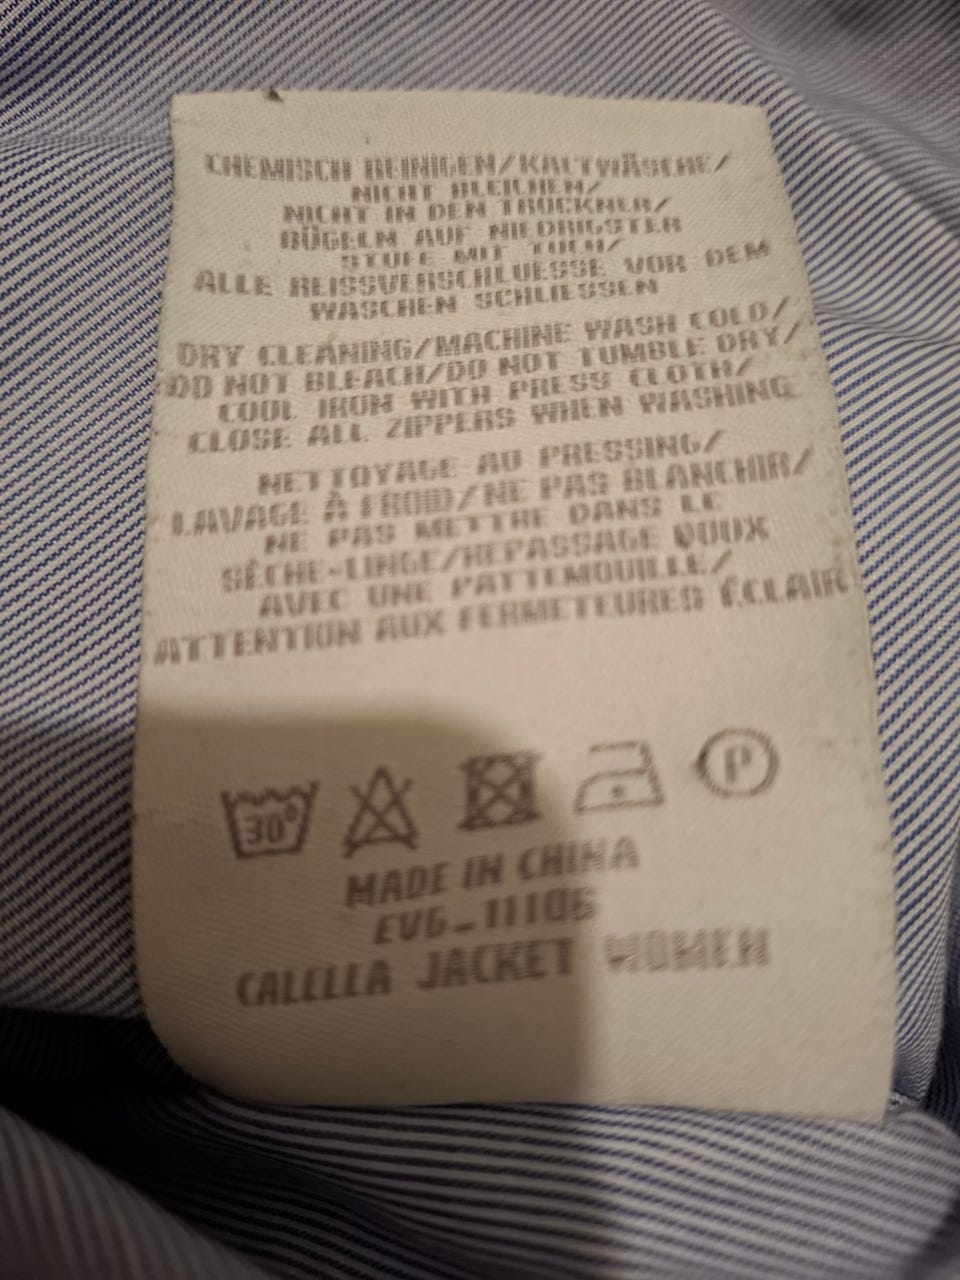 CHEMISCH REINIGEN/KALTWÄSCHE/
NICHT BLEICHEN/
NICHT IN DEN TROCKNER/
BÜGELN AUF NIEDRIGSTER
STUFE MIT TUCH/
ALLE REISSVERSCHLUESSE VOR DEM
WASCHEN SCHLIESSEN
DRY CLEANING/MACHINE WASH COLD/
DO NOT BLEACH/DO NOT TUMBLE DRY/
COOL IRON WITH PRESS CLOTH/
CLOSE ALL ZIPPERS WHEN WASHING
NETTOYAGE AU PRESSING/
LAVAGE À FROID/NE PAS BLANCHIR/
NE PAS METTRE DANS LE
SÈCHE-LINGE/REPASSAGE DOUX
AVEC UNE PATTEMOUILLE/
ATTENTION AUX FERMETEURES ÉCLAIR
30° P
MADE IN CHINA
EV6-11106
CALELLA JACKET WOMEN